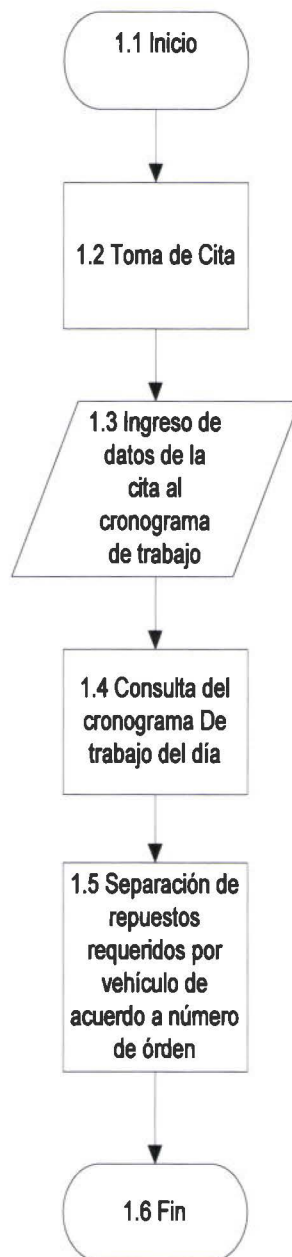 1.1 Inicio
1.2 Toma de Cita
1.3 Ingreso de
datos de la
cita al
cronograma
de trabajo
1.4 Consulta del
cronograma De
trabajo del día
1.5 Separación de
repuestos
requeridos por
vehículo de
acuerdo a número
de órden
1.6 Fin